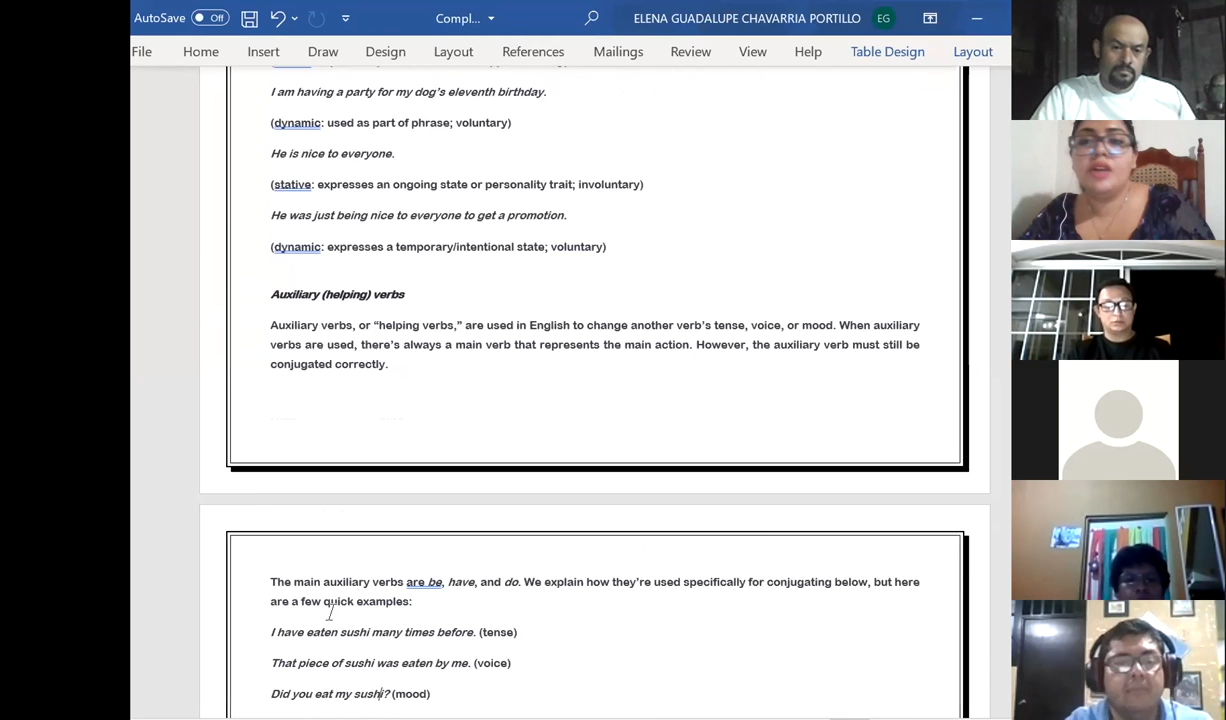 AutoSave Off Compl... ELENA GUADALUPE CHAVARRIA PORTILLO EG
File Home Insert Draw Design Layout References Mailings Review View Help Table Design Layout
I am having a party for my dog's eleventh birthday.
(dynamic: used as part of phrase; voluntary)
He is nice to everyone.
(stative: expresses an ongoing state or personality trait; involuntary)
He was just being nice to everyone to get a promotion.
(dynamic: expresses a temporary/intentional state; voluntary)
Auxiliary (helping) verbs
Auxiliary verbs, or “helping verbs,” are used in English to change another verb’s tense, voice, or mood. When auxiliary
verbs are used, there’s always a main verb that represents the main action. However, the auxiliary verb must still be
conjugated correctly.
The main auxiliary verbs are be, have, and do. We explain how they’re used specifically for conjugating below, but here
are a few quick examples:
I have eaten sushi many times before. (tense)
That piece of sushi was eaten by me. (voice)
Did you eat my sushi? (mood)